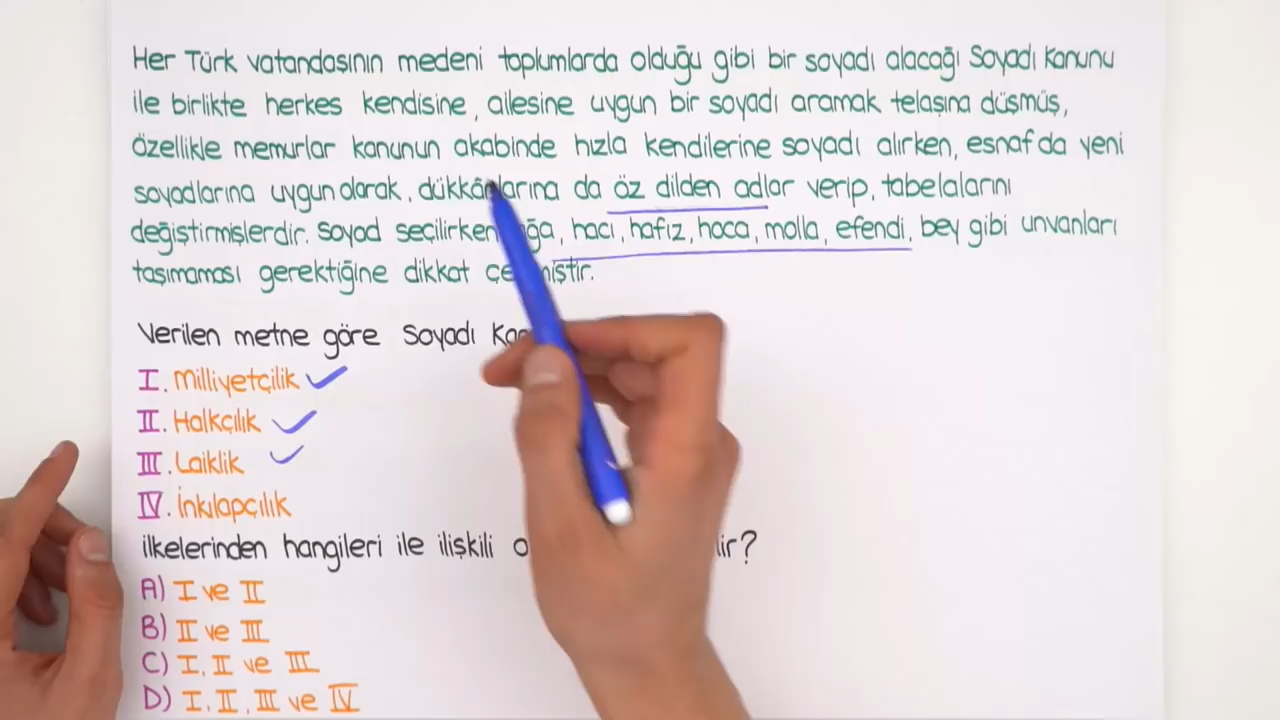 Her Türk vatandaşının medeni toplumlarda olduğu gibi bir soyadı alacağı Soyadı Kanunu
ile birlikte herkes kendisine, ailesine uygun bir soyadı aramak telaşına düşmüş,
özellikle memurlar kanunun akabinde hızla kendilerine soyadı alırken, esnaf da yeni
soyadlarına uygun olarak, dükkânlarına da öz dilden adlar verip, tabelalarını
değiştirmişlerdir. Soyad seçilirken , hacı, hafız, hoca, molla, efendi, bey gibi unvanları
taşımaması gerektiğine dikkat
Verilen metne göre Soyadı
I. Milliyetçilik
II. Halkçılık
III. Laiklik
IV. İnkılapçılık
ilkelerinden hangileri ile ilişkili
A) I ve II
B) II ve III
C) I, II ve III
D) I, II, III ve IV